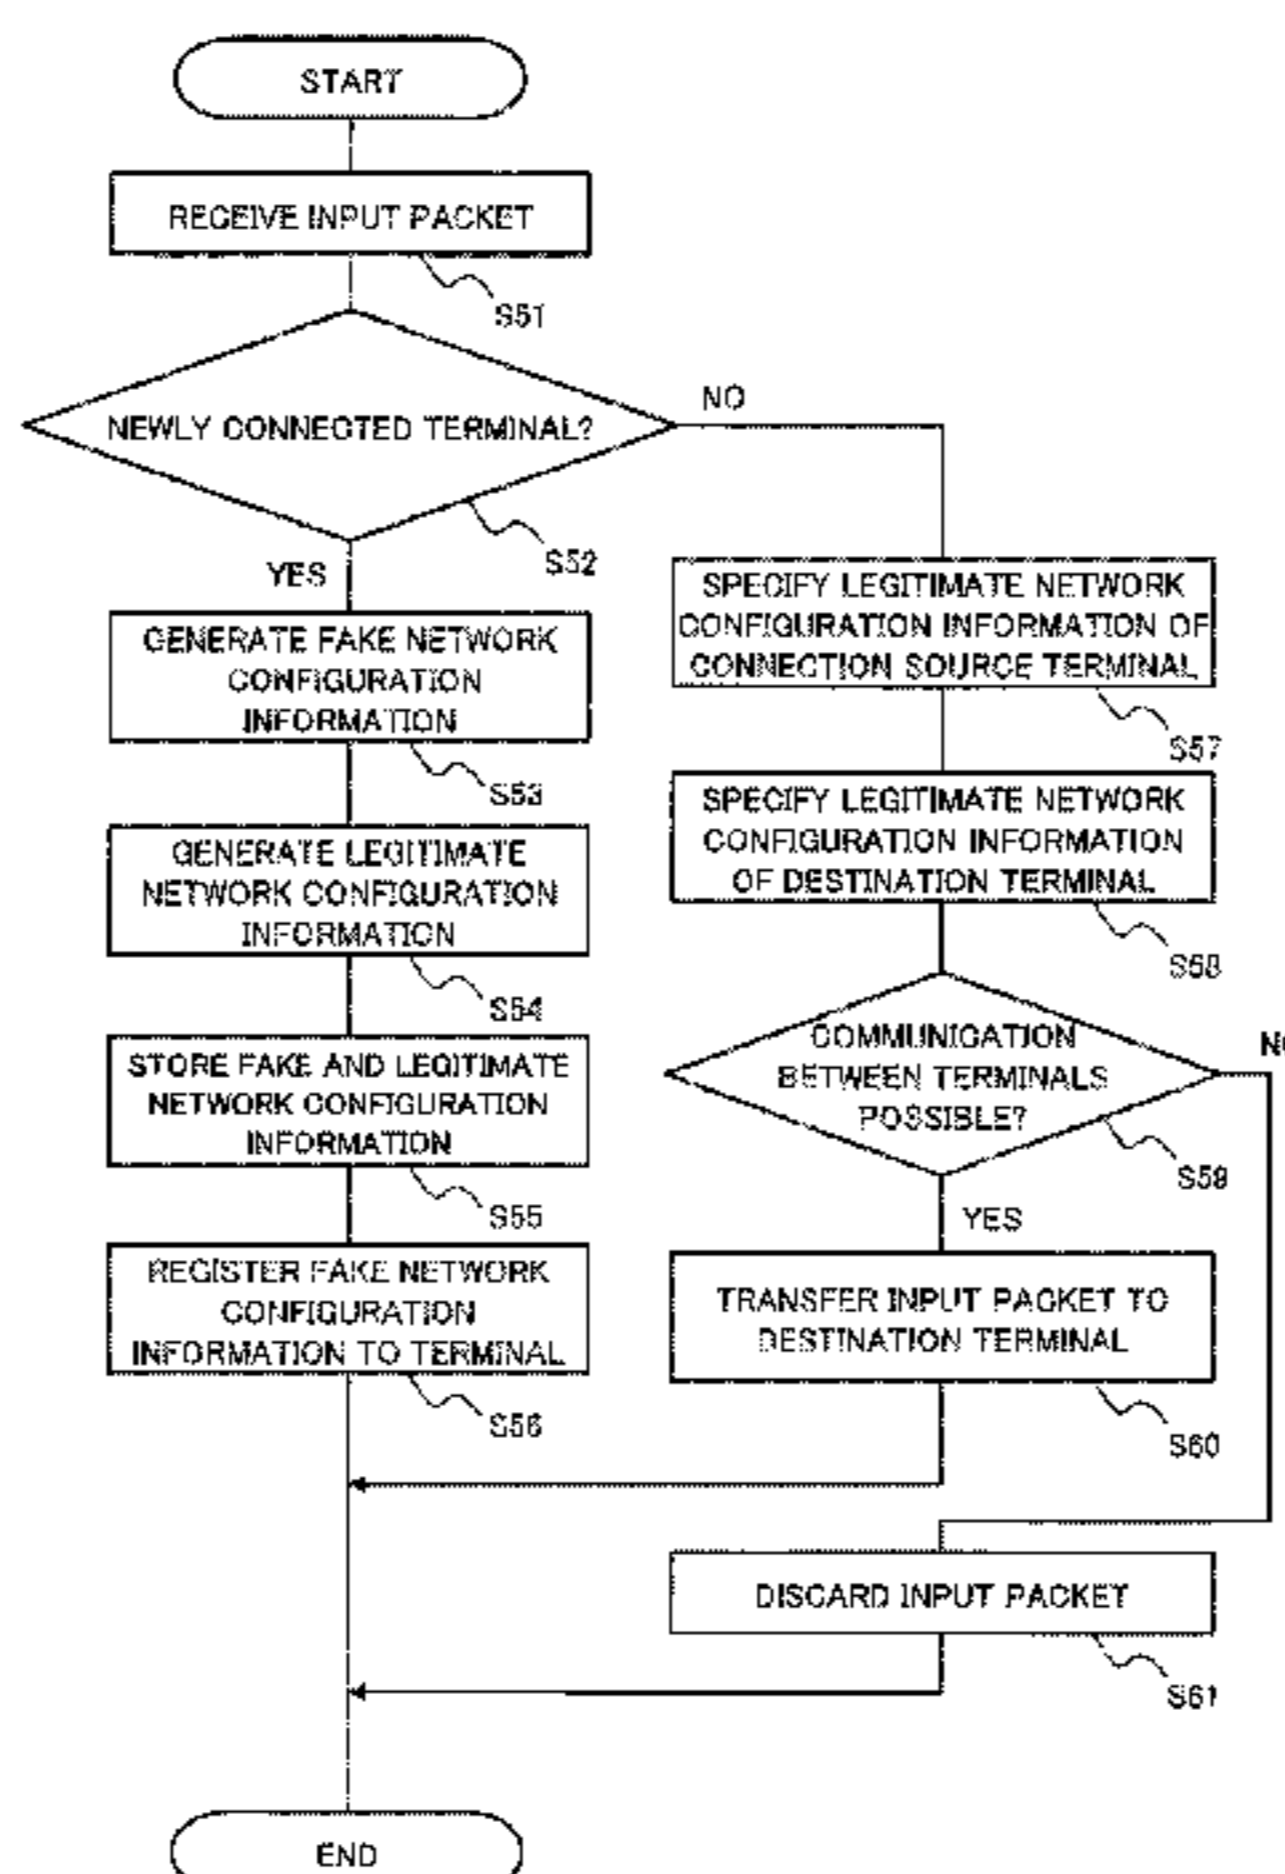 START
RECEIVE INPUT PACKET
S51
NEWLY CONNECTED TERMINAL?
NO
S52
YES
GENERATE FAKE NETWORK
CONFIGURATION
INFORMATION
S53
GENERATE LEGITIMATE
NETWORK CONFIGURATION
INFORMATION
S54
STORE FAKE AND LEGITIMATE
NETWORK CONFIGURATION
INFORMATION
S55
REGISTER FAKE NETWORK
CONFIGURATION
INFORMATION TO TERMINAL
S56
SPECIFY LEGITIMATE NETWORK
CONFIGURATION INFORMATION OF
CONNECTION SOURCE TERMINAL
S57
SPECIFY LEGITIMATE NETWORK
CONFIGURATION INFORMATION
OF DESTINATION TERMINAL
S58
COMMUNICATION
BETWEEN TERMINALS
POSSIBLE?
NO
S59
YES
TRANSFER INPUT PACKET TO
DESTINATION TERMINAL
S60
DISCARD INPUT PACKET
S61
END